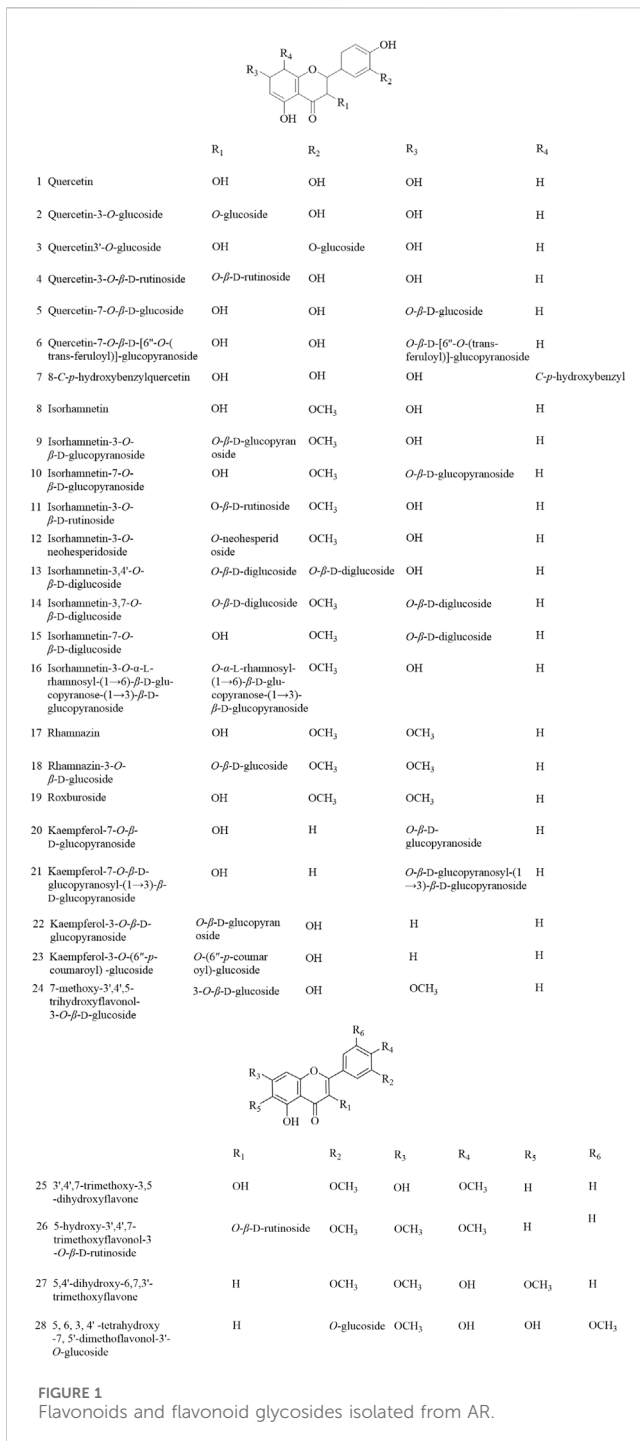 R4
OH
R3
O
R2
R1
OH
O
R1 R2 R3 R4
1 Quercetin OH OH OH H
2 Quercetin-3-O-glucoside O-glucoside OH OH H
3 Quercetin3'-O-glucoside OH O-glucoside OH H
4 Quercetin-3-O-β-D-rutinoside O-β-D-rutinoside OH OH H
5 Quercetin-7-O-β-D-glucoside OH OH O-β-D-glucoside H
6 Quercetin-7-O-β-D-[6''-O-( OH OH O-β-D-[6''-O-(trans- H
trans-feruloyl)]-glucopyranoside feruloyl)]-glucopyranoside
7 8-C-p-hydroxybenzylquercetin OH OH OH C-p-hydroxybenzyl
8 Isorhamnetin OH OCH3 OH H
9 Isorhamnetin-3-O- O-β-D-glucopyran OCH3 OH H
β-D-glucopyranoside oside
10 Isorhamnetin-7-O- OH OCH3 O-β-D-glucopyranoside H
β-D-glucopyranoside
11 Isorhamnetin-3-O- O-β-D-rutinoside OCH3 OH H
β-D-rutinoside
12 Isorhamnetin-3-O- O-neohesperid OCH3 OH H
neohesperidoside oside
13 Isorhamnetin-3,4'-O- O-β-D-diglucoside O-β-D-diglucoside OH H
β-D-diglucoside
14 Isorhamnetin-3,7-O- O-β-D-diglucoside OCH3 O-β-D-diglucoside H
β-D-diglucoside
15 Isorhamnetin-7-O- OH OCH3 O-β-D-diglucoside H
β-D-diglucoside
16 Isorhamnetin-3-O-α-L- O-α-L-rhamnosyl- OCH3 OH H
rhamnosyl-(1→6)-β-D-glu- (1→6)-β-D-glu-
copyranose-(1→3)-β-D- copyranose-(1→3)-
glucopyranoside β-D-glucopyranoside
17 Rhamnazin OH OCH3 OCH3 H
18 Rhamnazin-3-O- O-β-D-glucoside OCH3 OCH3 H
β-D-glucoside
19 Roxburoside OH OCH3 OCH3 H
20 Kaempferol-7-O-β- OH H O-β-D- H
D-glucopyranoside glucopyranoside
21 Kaempferol-7-O-β-D- OH H O-β-D-glucopyranosyl-(1 H
glucopyranosyl-(1→3)-β- →3)-β-D-glucopyranoside
D-glucopyranoside
22 Kaempferol-3-O-β-D- O-β-D-glucopyran OH H H
glucopyranoside oside
23 Kaempferol-3-O-(6''-p- O-(6''-p-coumar OH H H
coumaroyl) -glucoside oyl)-glucoside
24 7-methoxy-3',4',5- 3-O-β-D-glucoside OH OCH3 H
trihydroxyflavonol-
3-O-β-D-glucoside
R6
R4
R3
O
R2
R5
R1
OH
O
R1 R2 R3 R4 R5 R6
25 3',4',7-trimethoxy-3,5 OH OCH3 OH OCH3 H H
-dihydroxyflavone
26 5-hydroxy-3',4',7- O-β-D-rutinoside OCH3 OCH3 OCH3 H H
trimethoxyflavonol-3
-O-β-D-rutinoside
27 5,4'-dihydroxy-6,7,3'- H OCH3 OCH3 OH OCH3 H
trimethoxyflavone
28 5, 6, 3, 4' -tetrahydroxy H O-glucoside OCH3 OH OH OCH3
-7, 5'-dimethoflavonol-3'-
O-glucoside
FIGURE 1
Flavonoids and flavonoid glycosides isolated from AR.